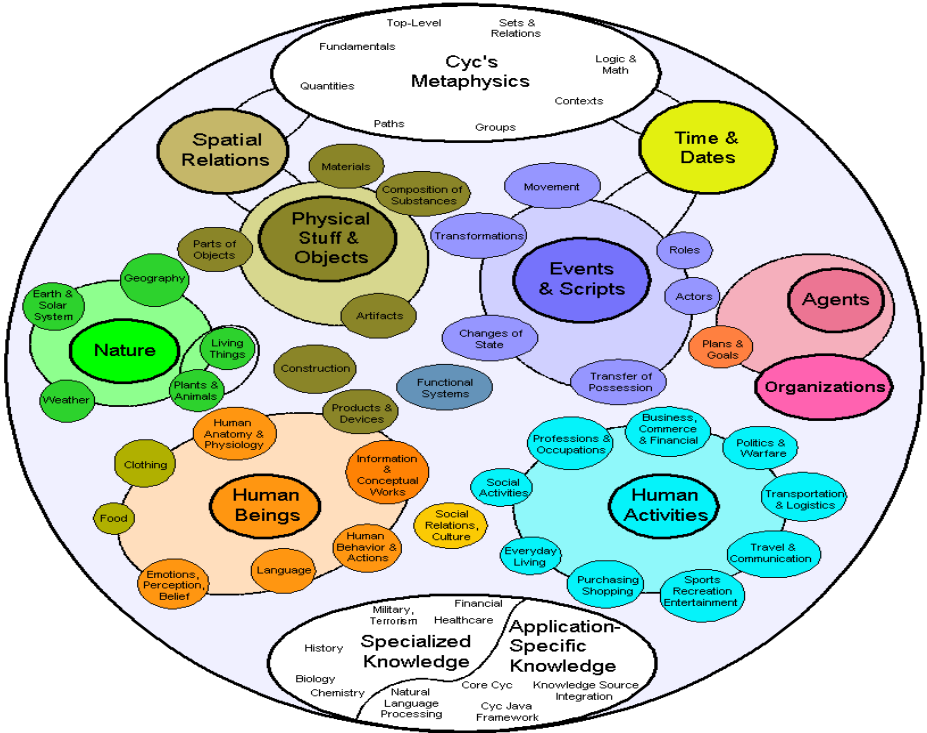 Top-Level
Sets &
Relations
Fundamentals
Cyc's
Metaphysics
Logic &
Math
Quantities
Contexts
Paths
Groups
Spatial
Relations
Time &
Dates
Materials
Composition of
Substances
Movement
Physical
Stuff &
Objects
Parts of
Objects
Transformations
Roles
Events
& Scripts
Actors
Agents
Geography
Earth &
Solar
System
Artifacts
Nature
Living
Things
Changes of
State
Plans &
Goals
Construction
Functional
Systems
Transfer of
Possession
Organizations
Weather
Plants &
Animals
Products &
Devices
Human
Anatomy &
Physiology
Business,
Commerce
& Financial
Professions &
Occupations
Politics &
Warfare
Clothing
Information &
Conceptual
Works
Human
Beings
Social
Activities
Human
Activities
Transportation
& Logistics
Food
Social
Relations,
Culture
Human
Behavior &
Actions
Everyday
Living
Travel &
Communication
Emotions,
Perception,
Belief
Language
Purchasing
Shopping
Sports
Recreation
Entertainment
Military,
Terrorism
Financial
Healthcare
Specialized
Knowledge
Application-
Specific
Knowledge
History
Biology
Chemistry
Natural
Language
Processing
Core Cyc
Knowledge Source
Integration
Cyc Java
Framework